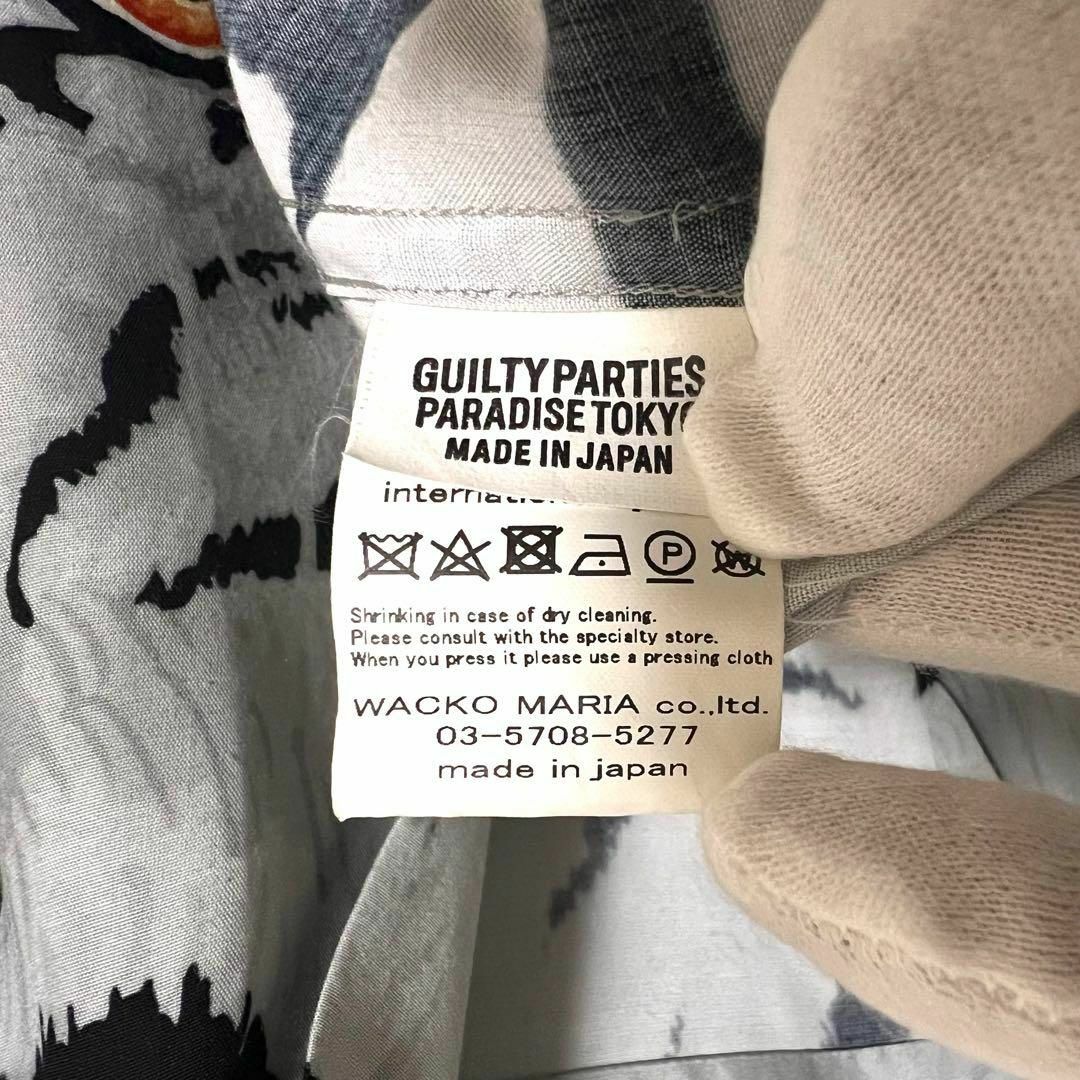 GUILTY PARTIES
PARADISE TOKYO
MADE IN JAPAN
P
W
Shrinking in case of dry cleaning.
Please consult with the specialty store.
When you press it please use a pressing cloth
WACKO MARIA co.,ltd.
03-5708-5277
made in japan